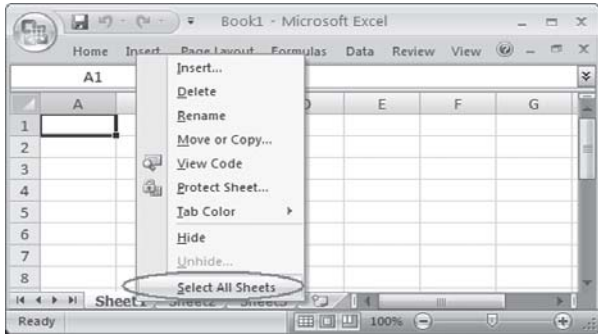 Book1 - Microsoft Excel
Home Insert Page Layout Formulas Data Review View
A1
A E F G
1
2
3
4
5
6
7
8
Insert...
Delete
Rename
Move or Copy...
View Code
Protect Sheet...
Tab Color
Hide
Unhide...
Select All Sheets
Sheet1 Sheet2 Sheet3
Ready 100%